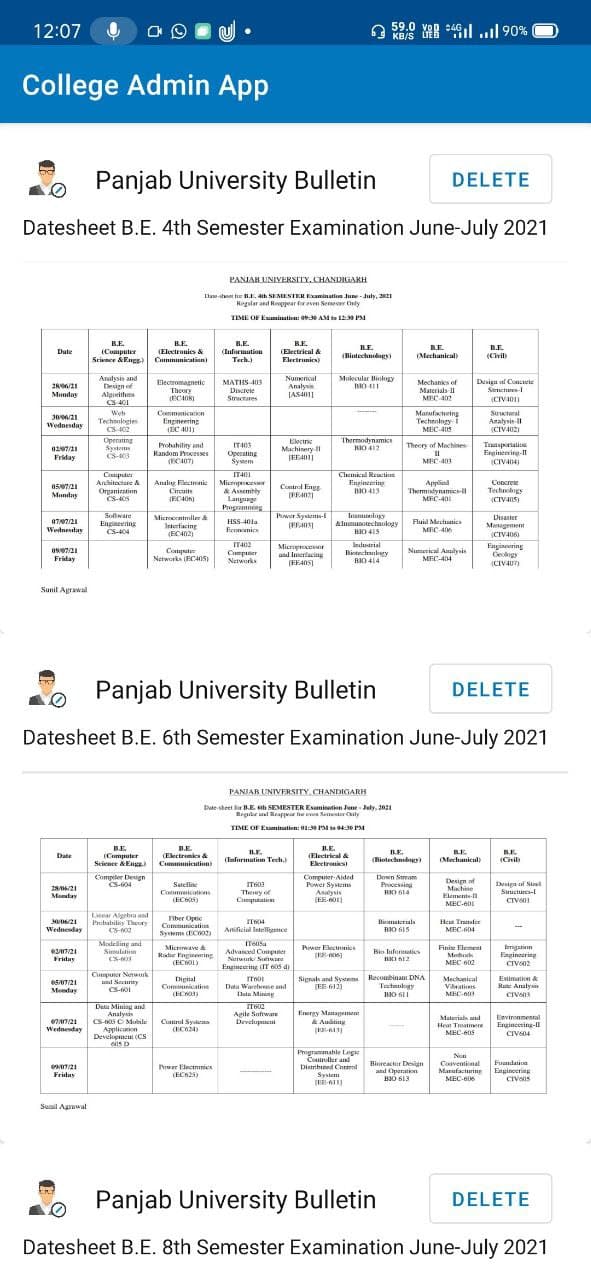 12:07
59.0
KB/S
4G
90%
College Admin App
Panjab University Bulletin
DELETE
Datesheet B.E. 4th Semester Examination June-July 2021
PANJAB UNIVERSITY, CHANDIGARH
Date-sheet for B.E. 4th SEMESTER Examination June - July, 2021
Regular and Reappear for even Semester Only
TIME OF Examination: 09:30 AM to 12:30 PM
Date B.E. (Computer Science &Engg.) B.E. (Electronics & Communication) B.E. (Information Tech.) B.E. (Electrical & Electronics) B.E. (Biotechnology) B.E. (Mechanical) B.E. (Civil)
28/06/21 Monday Analysis and Design of Algorithms CS-401 Electromagnetic Theory (EC408) MATHS-403 Discrete Structures Numerical Analysis [AS401] Molecular Biology BIO 411 Mechanics of Materials-II MEC-402 Design of Concrete Structures-I (CIV401)
30/06/21 Wednesday Web Technologies CS-402 Communication Engineering (EC 401) -------- Manufacturing Technology- I MEC-405 Structural Analysis-II (CIV402)
02/07/21 Friday Operating Systems CS-403 Probability and Random Processes (EC407) IT403 Operating System Electric Machinery-II [EE401] Thermodynamics BIO 412 Theory of Machines-II MEC-403 Transportation Engineering-II (CIV404)
05/07/21 Monday Computer Architecture & Organization CS-405 Analog Electronic Circuits (EC406) IT401 Microprocessor & Assembly Language Programming Control Engg. [EE402] Chemical Reaction Engineering BIO 413 Applied Thermodynamics-II MEC-401 Concrete Technology (CIV405)
07/07/21 Wednesday Software Engineering CS-404 Microcontroller & Interfacing (EC402) HSS-401a Economics Power Systems-I [EE403] Immunology &Immunotechnology BIO 415 Fluid Mechanics MEC-406 Disaster Management (CIV406)
09/07/21 Friday Computer Networks (EC405) IT402 Computer Networks Microprocessor and Interfacing [EE405] Industrial Biotechnology BIO 414 Numerical Analysis MEC-404 Engineering Geology (CIV407)
Sunil Agrawal
Panjab University Bulletin
DELETE
Datesheet B.E. 6th Semester Examination June-July 2021
PANJAB UNIVERSITY, CHANDIGARH
Date-sheet for B.E. 6th SEMESTER Examination June - July, 2021
Regular and Reappear for even Semester Only
TIME OF Examination: 01:30 PM to 04:30 PM
Date B.E. (Computer Science &Engg.) B.E. (Electronics & Communication) B.E. (Information Tech.) B.E. (Electrical & Electronics) B.E. (Biotechnology) B.E. (Mechanical) B.E. (Civil)
28/06/21 Monday Compiler Design CS-604 Satellite Communications (EC605) IT603 Theory of Computation Computer-Aided Power Systems Analysis [EE-601] Down Stream Processing BIO 614 Design of Machine Elements-II MEC-601 Design of Steel Structures-I CIV601
30/06/21 Wednesday Linear Algebra and Probability Theory CS-602 Fiber Optic Communication Systems (EC602) IT604 Artificial Intelligence Biomaterials BIO 615 Heat Transfer MEC-604 ---
02/07/21 Friday Modelling and Simulation CS-603 Microwave & Radar Engineering (EC601) IT605a Advanced Computer Network/ Software Engineering (IT 605 d) Power Electronics [EE-606] Bio Informatics BIO 612 Finite Element Methods MEC 602 Irrigation Engineering CIV602
05/07/21 Monday Computer Network and Security CS-601 Digital Communication (EC603) IT601 Data Warehouse and Data Mining Signals and Systems [EE 612] Recombinant DNA Technology BIO 611 Mechanical Vibrations MEC-603 Estimation & Rate Analysis CIV603
07/07/21 Wednesday Data Mining and Analysis CS-605 C/ Mobile Application Development (CS 605 D Control Systems (EC624) IT602 Agile Software Development Energy Management & Auditing [EE-613] ------ Materials and Heat Treatment MEC-605 Environmental Engineering-II CIV604
09/07/21 Friday Power Electronics (EC625) ------------ Programmable Logic Controller and Distributed Control System [EE-611] Bioreactor Design and Operation BIO 613 Non Conventional Manufacturing MEC-606 Foundation Engineering CIV605
Sunil Agrawal
Panjab University Bulletin
DELETE
Datesheet B.E. 8th Semester Examination June-July 2021